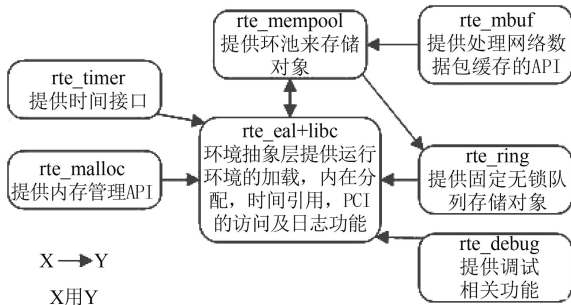 rte_mempool
提供环池来存储
对象
rte_mbuf
提供处理网络数
据包缓存的API
rte_timer
提供时间接口
rte_eal+libc
环境抽象层提供运行
环境的加载，内在分
配，时间引用，PCI
的访问及日志功能
rte_malloc
提供内存管理API
rte_ring
提供固定无锁队
列存储对象
rte_debug
提供调试
相关功能
X Y
X用Y